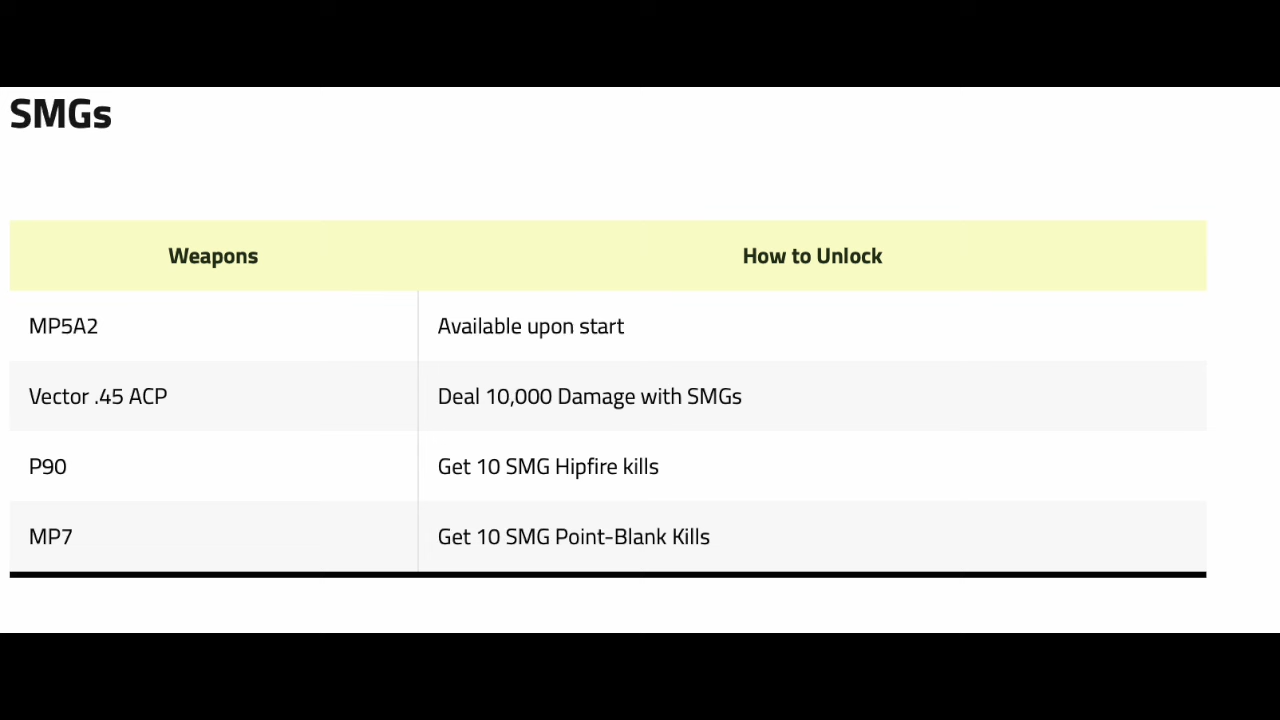 SMGs
Weapons How to Unlock
MP5A2 Available upon start
Vector .45 ACP Deal 10,000 Damage with SMGs
P90 Get 10 SMG Hipfire kills
MP7 Get 10 SMG Point-Blank Kills